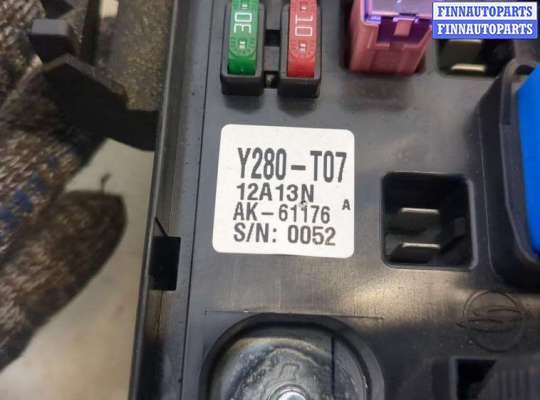 FINNAUTOPARTS
FINNAUTOPARTS
30
10
Y280-T07
12A13N
AK-61176 A
S/N: 0052